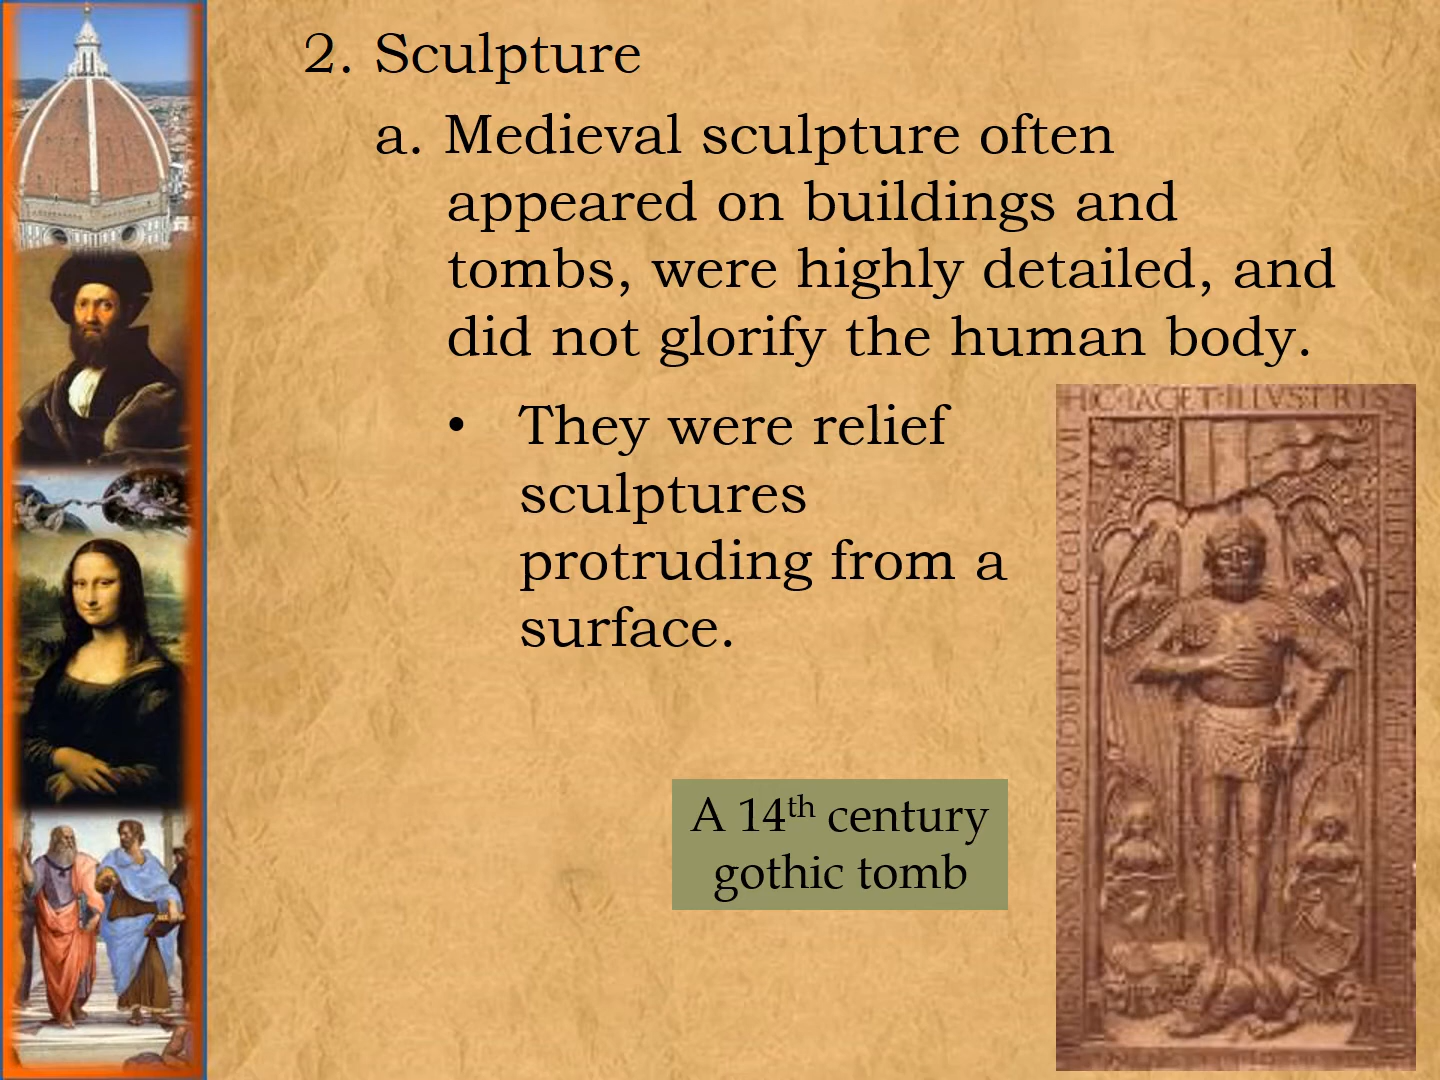 2. Sculpture
a. Medieval sculpture often
appeared on buildings and
tombs, were highly detailed, and
did not glorify the human body.
• They were relief
sculptures
protruding from a
surface.
A 14th century
gothic tomb
HIC·IACET·ILLVSTRIS